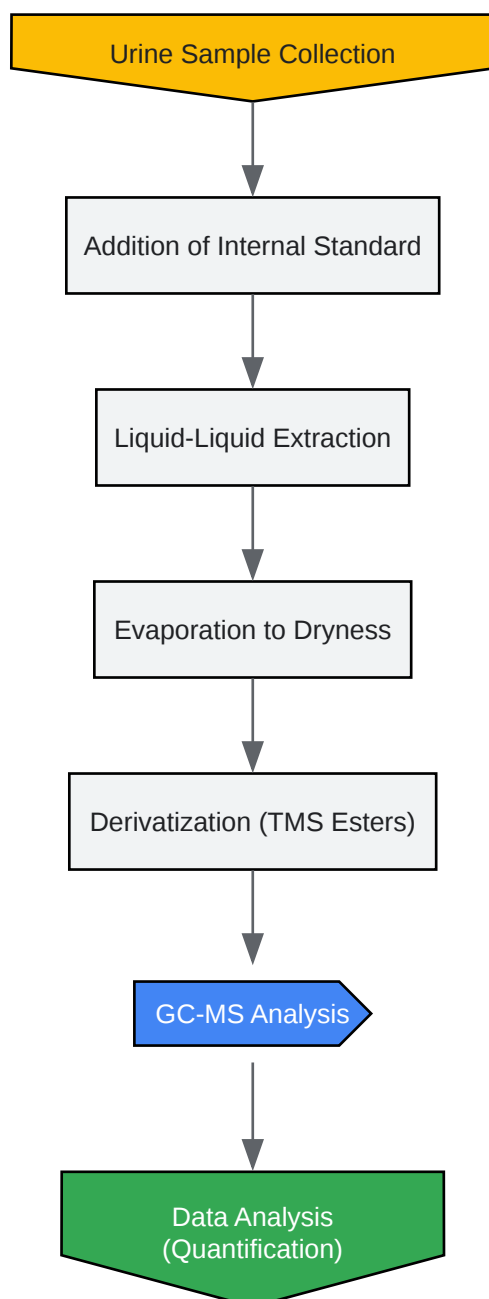 Urine Sample Collection
Addition of Internal Standard
Liquid-Liquid Extraction
Evaporation to Dryness
Derivatization (TMS Esters)
GC-MS Analysis
Data Analysis
(Quantification)